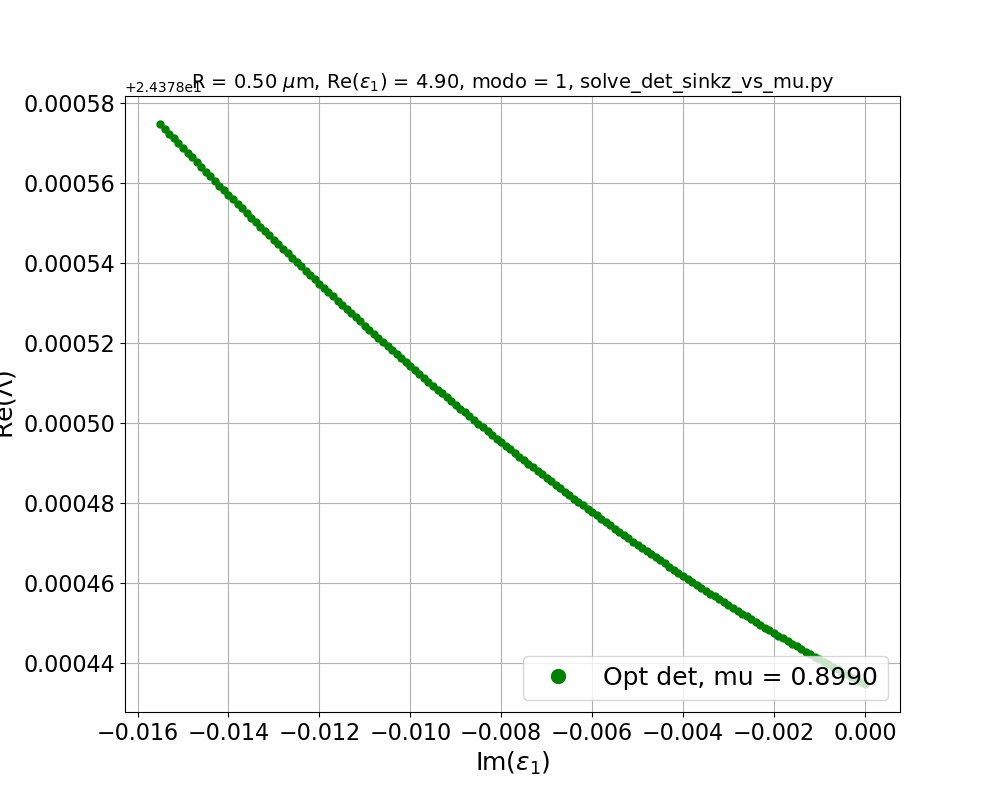 +2.4378e1
R = 0.50 μm, Re(ε₁) = 4.90, modo = 1, solve_det_sinkz_vs_mu.py
0.00058
0.00056
0.00054
0.00052
0.00050
0.00048
0.00046
0.00044
Re(Λ)
Opt det, mu = 0.8990
−0.016 −0.014 −0.012 −0.010 −0.008 −0.006 −0.004 −0.002 0.000
Im(ε₁)